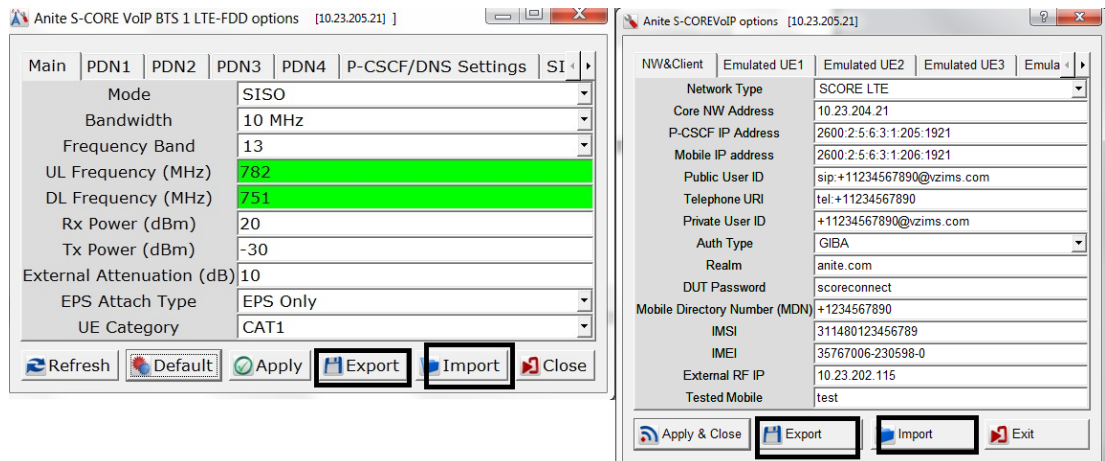 Anite S-CORE VoIP BTS 1 LTE-FDD options [10.23.205.21] ]
Main PDN1 PDN2 PDN3 PDN4 P-CSCF/DNS Settings SI
Mode SISO
Bandwidth 10 MHz
Frequency Band 13
UL Frequency (MHz) 782
DL Frequency (MHz) 751
Rx Power (dBm) 20
Tx Power (dBm) -30
External Attenuation (dB) 10
EPS Attach Type EPS Only
UE Category CAT1
Refresh Default Apply Export Import Close
Anite S-COREVoIP options [10.23.205.21]
NW&Client Emulated UE1 Emulated UE2 Emulated UE3 Emula
Network Type SCORE LTE
Core NW Address 10.23.204.21
P-CSCF IP Address 2600:2:5:6:3:1:205:1921
Mobile IP address 2600:2:5:6:3:1:206:1921
Public User ID sip:+11234567890@vzims.com
Telephone URI tel:+11234567890
Private User ID +11234567890@vzims.com
Auth Type GIBA
Realm anite.com
DUT Password scoreconnect
Mobile Directory Number (MDN) +1234567890
IMSI 311480123456789
IMEI 35767006-230598-0
External RF IP 10.23.202.115
Tested Mobile test
Apply & Close Export Import Exit